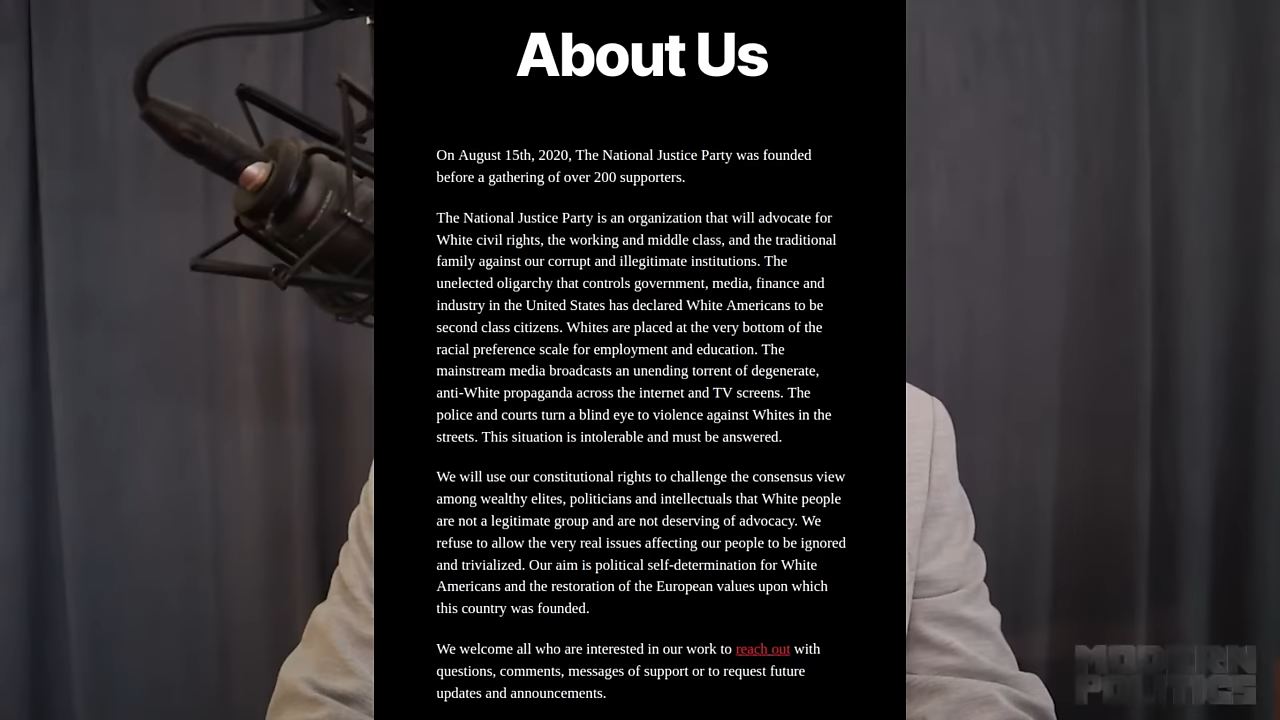 About Us
On August 15th, 2020, The National Justice Party was founded
before a gathering of over 200 supporters.
The National Justice Party is an organization that will advocate for
White civil rights, the working and middle class, and the traditional
family against our corrupt and illegitimate institutions. The
unelected oligarchy that controls government, media, finance and
industry in the United States has declared White Americans to be
second class citizens. Whites are placed at the very bottom of the
racial preference scale for employment and education. The
mainstream media broadcasts an unending torrent of degenerate,
anti-White propaganda across the internet and TV screens. The
police and courts turn a blind eye to violence against Whites in the
streets. This situation is intolerable and must be answered.
We will use our constitutional rights to challenge the consensus view
among wealthy elites, politicians and intellectuals that White people
are not a legitimate group and are not deserving of advocacy. We
refuse to allow the very real issues affecting our people to be ignored
and trivialized. Our aim is political self-determination for White
Americans and the restoration of the European values upon which
this country was founded.
We welcome all who are interested in our work to reach out with
questions, comments, messages of support or to request future
updates and announcements.
MODERN
POLITICS